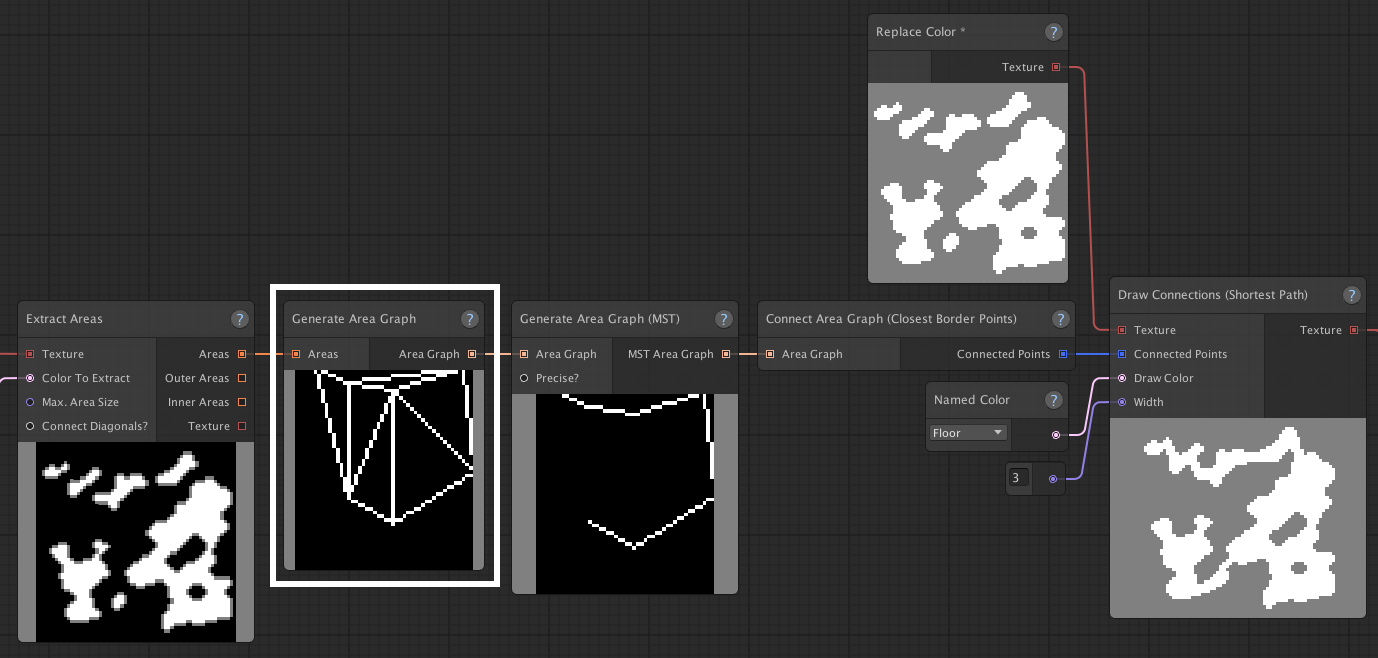 Replace Color * ?
Texture
Extract Areas ?
Texture Areas
Color To Extract Outer Areas
Max. Area Size Inner Areas
Connect Diagonals? Texture
Generate Area Graph ?
Areas Area Graph
Generate Area Graph (MST) ?
Area Graph MST Area Graph
Precise?
Connect Area Graph (Closest Border Points) ?
Area Graph Connected Points
Named Color ?
Floor
3
Draw Connections (Shortest Path) ?
Texture Texture
Connected Points
Draw Color
Width